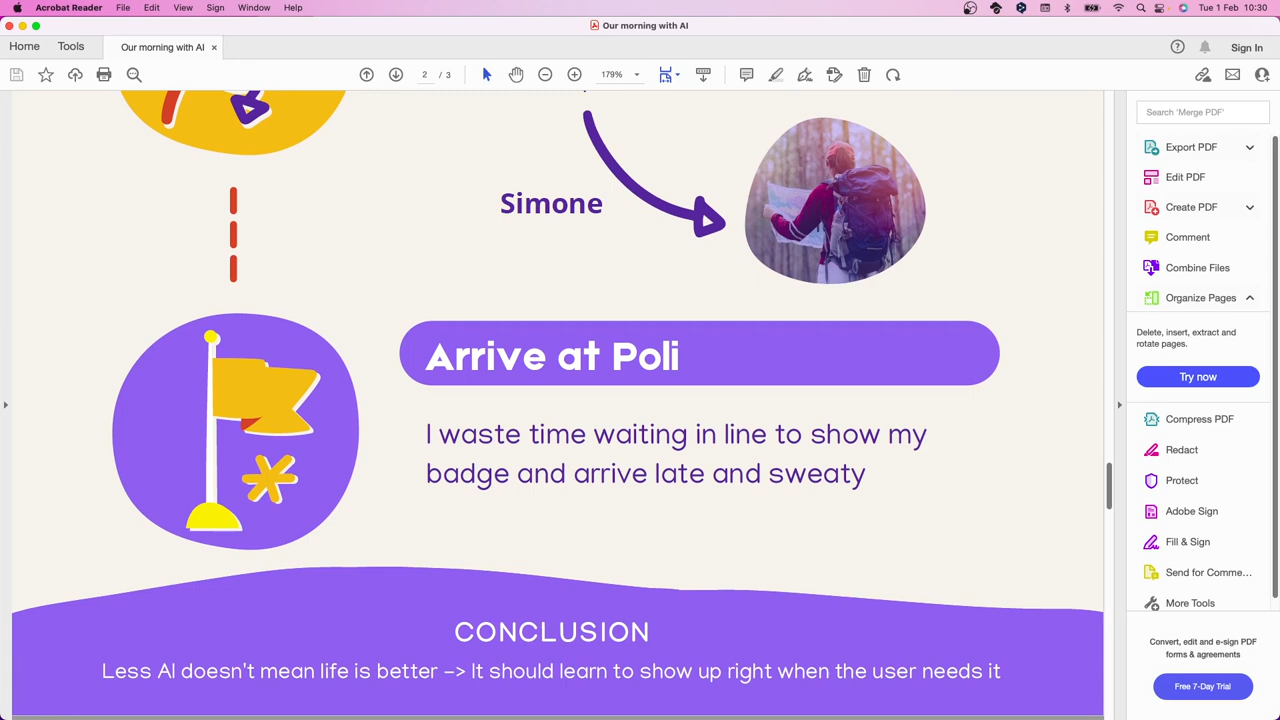 Acrobat Reader File Edit View Sign Window Help Tue 1 Feb 10:30
Our morning with AI
Home Tools Our morning with AI × Sign In
2 / 3 179%
Search 'Merge PDF'
Export PDF
Edit PDF
Simone
Create PDF
Comment
Combine Files
Organize Pages
Delete, insert, extract and
rotate pages.
Try now
Arrive at Poli
I waste time waiting in line to show my
badge and arrive late and sweaty
Compress PDF
Redact
Protect
Adobe Sign
Fill & Sign
Send for Comme...
More Tools
CONCLUSION
Less AI doesn't mean life is better –> It should learn to show up right when the user needs it
Convert, edit and e-sign PDF
forms & agreements
Free 7-Day Trial